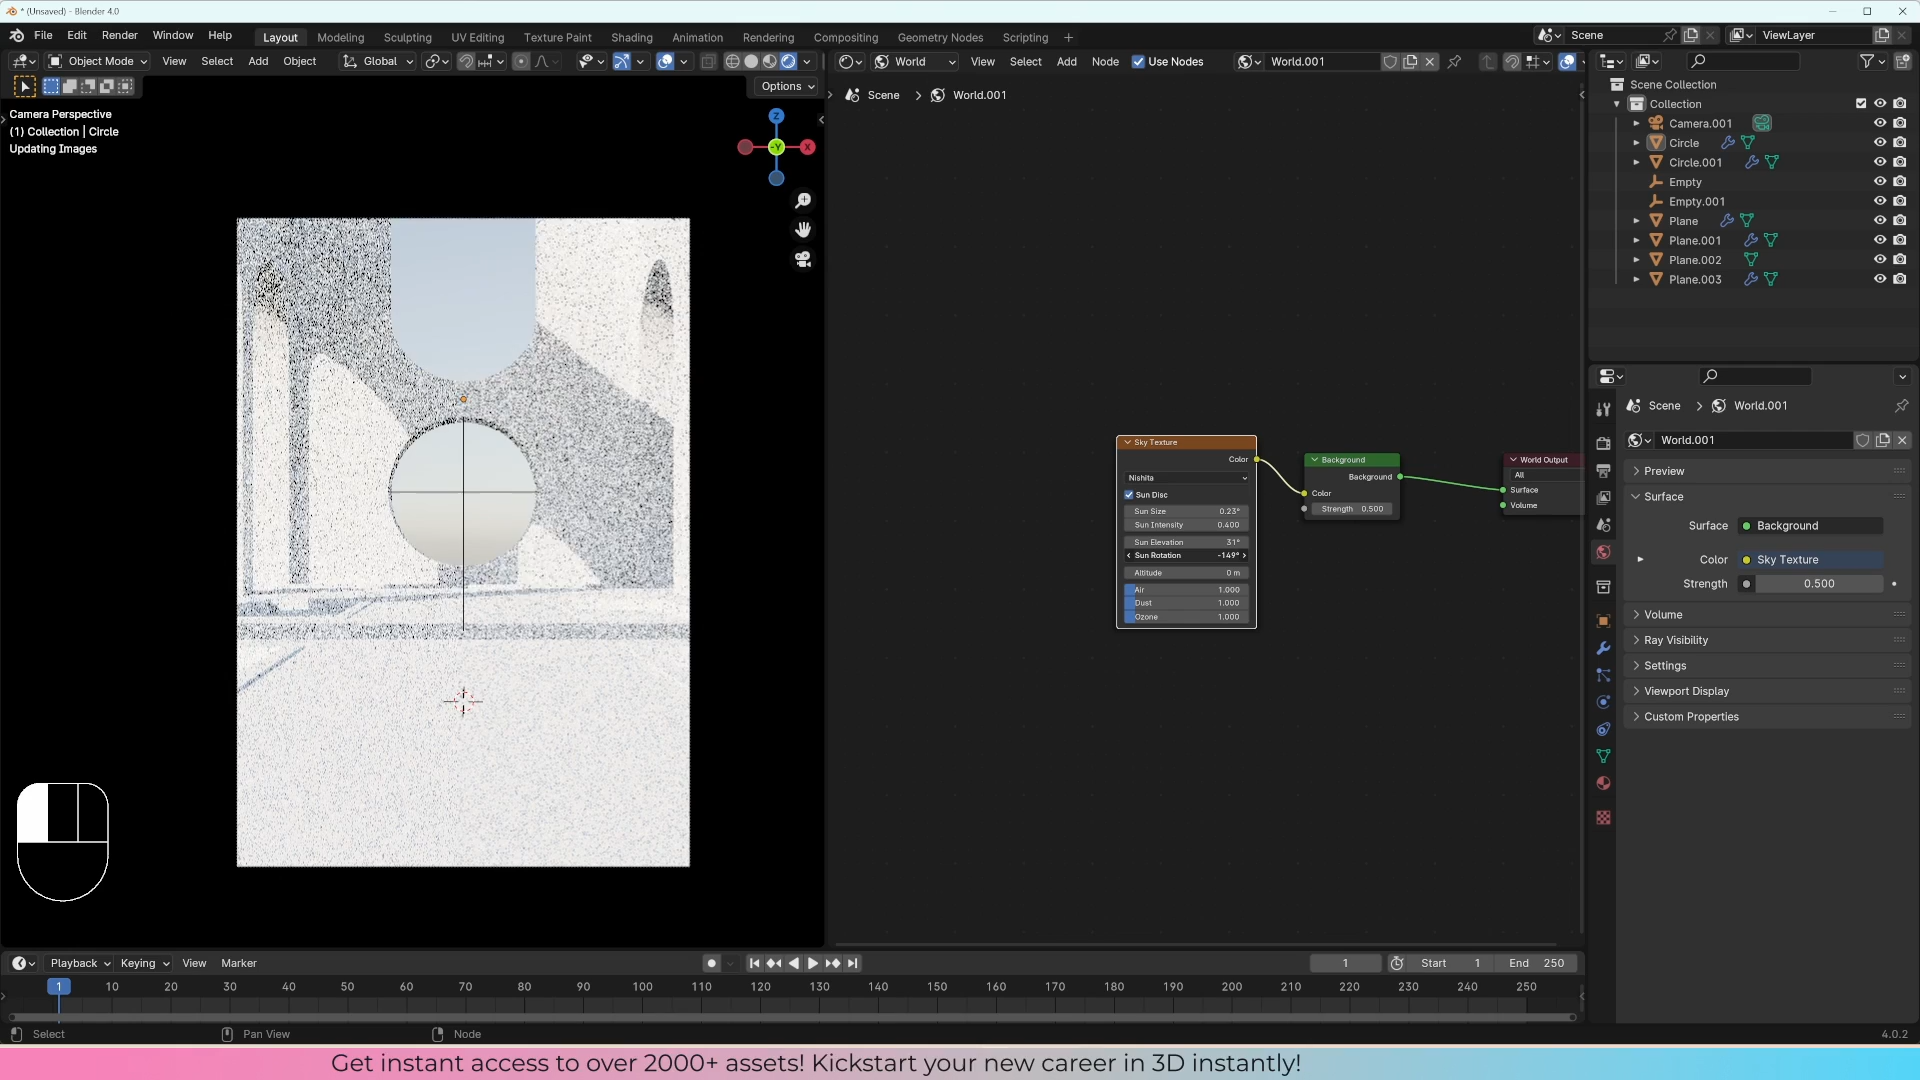 * (Unsaved) - Blender 4.0
File Edit Render Window Help Layout Modeling Sculpting UV Editing Texture Paint Shading Animation Rendering Compositing Geometry Nodes Scripting + Scene ViewLayer
Object Mode View Select Add Object Global World View Select Add Node Use Nodes World.001
Options
Scene > World.001
Camera Perspective
(1) Collection | Circle
Updating Images
Z
-Y
X
Sky Texture
Color
Nishita
Sun Disc
Sun Size 0.23°
Sun Intensity 0.400
Sun Elevation 31°
Sun Rotation -149°
Altitude 0 m
Air 1.000
Dust 1.000
Ozone 1.000
Background
Background
Color
Strength 0.500
World Output
All
Surface
Volume
Scene Collection
Collection
Camera.001
Circle
Circle.001
Empty
Empty.001
Plane
Plane.001
Plane.002
Plane.003
Scene > World.001
World.001
Preview
Surface
Surface Background
Color Sky Texture
Strength 0.500
Volume
Ray Visibility
Settings
Viewport Display
Custom Properties
Playback Keying View Marker 1 Start 1 End 250
1 10 20 30 40 50 60 70 80 90 100 110 120 130 140 150 160 170 180 190 200 210 220 230 240 250
Select Pan View Node 4.0.2
Get instant access to over 2000+ assets! Kickstart your new career in 3D instantly!